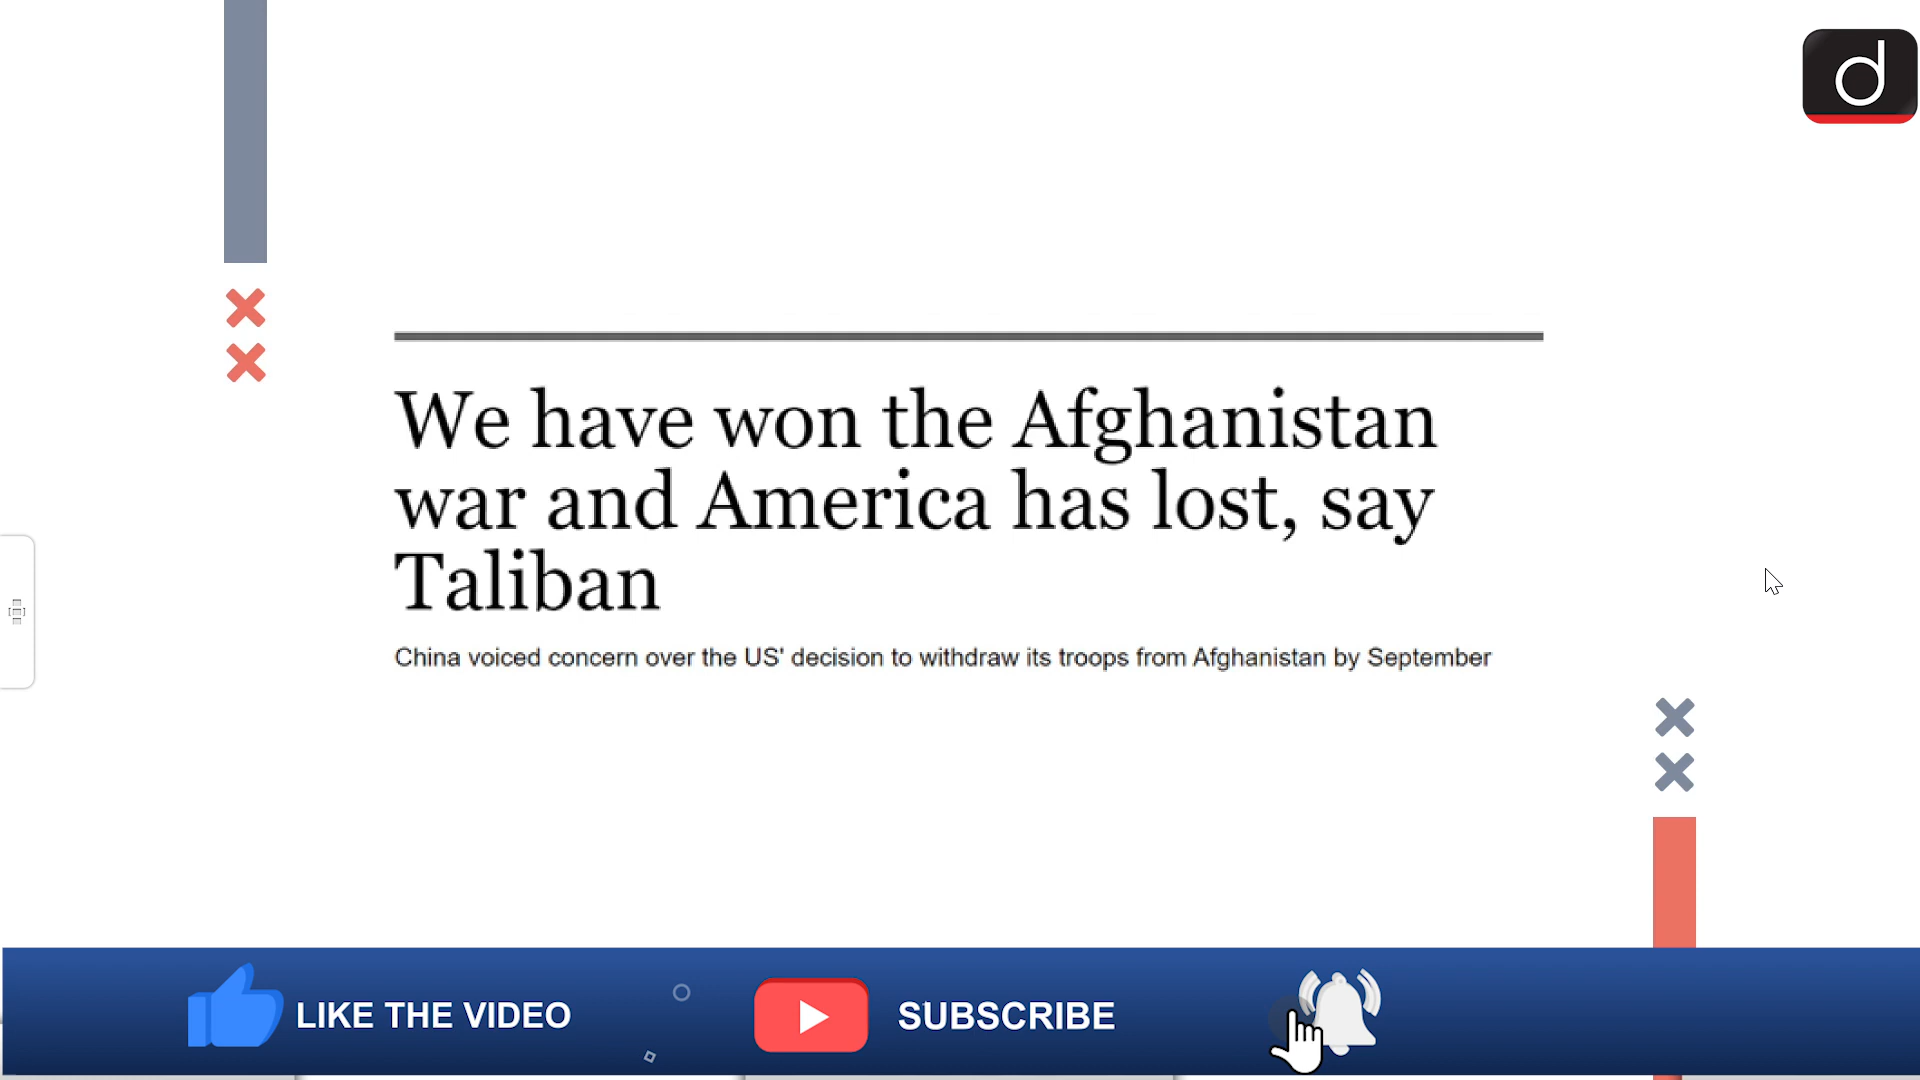 d
We have won the Afghanistan
war and America has lost, say
Taliban
China voiced concern over the US' decision to withdraw its troops from Afghanistan by September
LIKE THE VIDEO
SUBSCRIBE